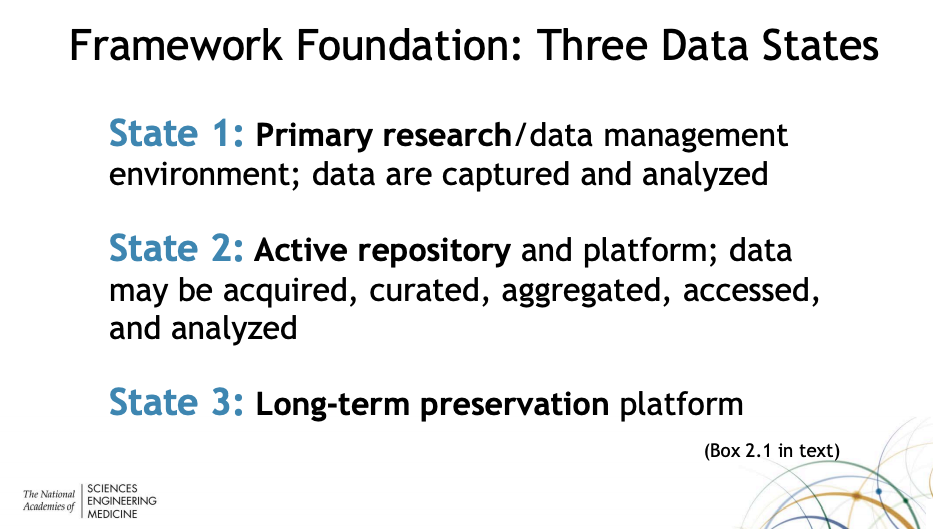 Framework Foundation: Three Data States
State 1: Primary research/data management
environment; data are captured and analyzed
State 2: Active repository and platform; data
may be acquired, curated, aggregated, accessed,
and analyzed
State 3: Long-term preservation platform
(Box 2.1 in text)
The National
Academies of
SCIENCES
ENGINEERING
MEDICINE